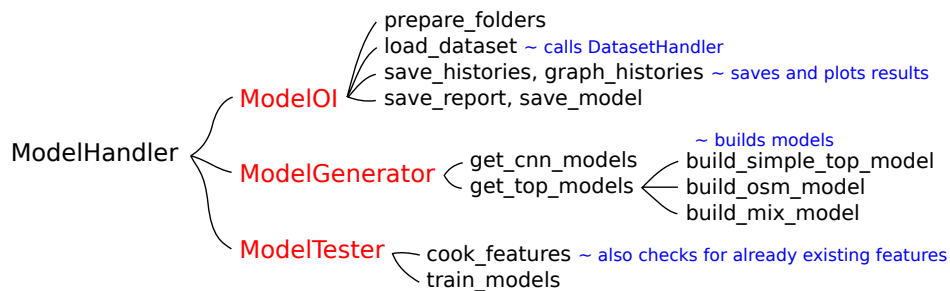 prepare_folders
load_dataset ~ calls DatasetHandler
save_histories, graph_histories ~ saves and plots results
ModelOI
save_report, save_model
ModelHandler
~ builds models
get_cnn_models
build_simple_top_model
ModelGenerator
get_top_models
build_osm_model
build_mix_model
ModelTester
cook_features ~ also checks for already existing features
train_models